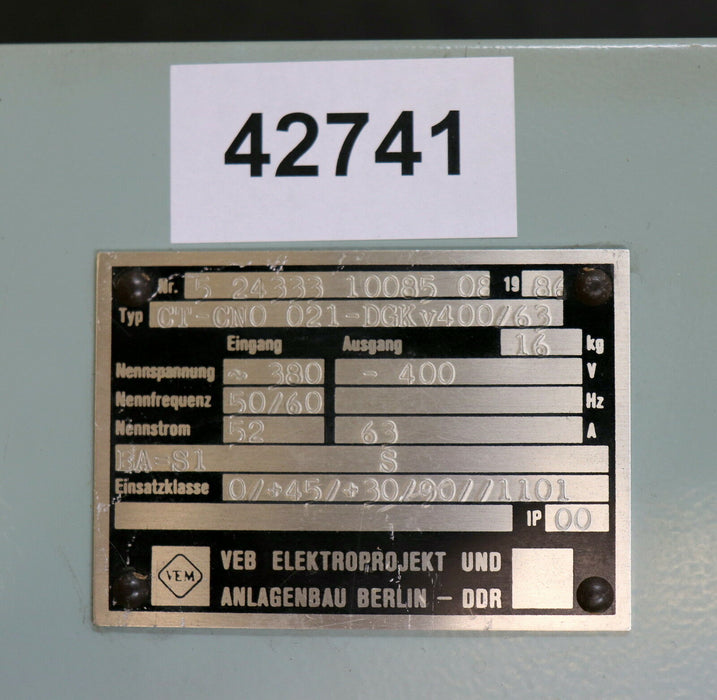 42741
Nr. 5 24333 10085 08 19 86
Typ CT-CNO 021-DGKv400/63
Eingang Ausgang 16 kg
Nennspannung ~ 380 - 400 V
Nennfrequenz 50/60 Hz
Nennstrom 52 63 A
BA-S1 S
Einsatzklasse 0/+45/+30/90//1101
IP 00
VEM VEB ELEKTROPROJEKT UND
ANLAGENBAU BERLIN – DDR